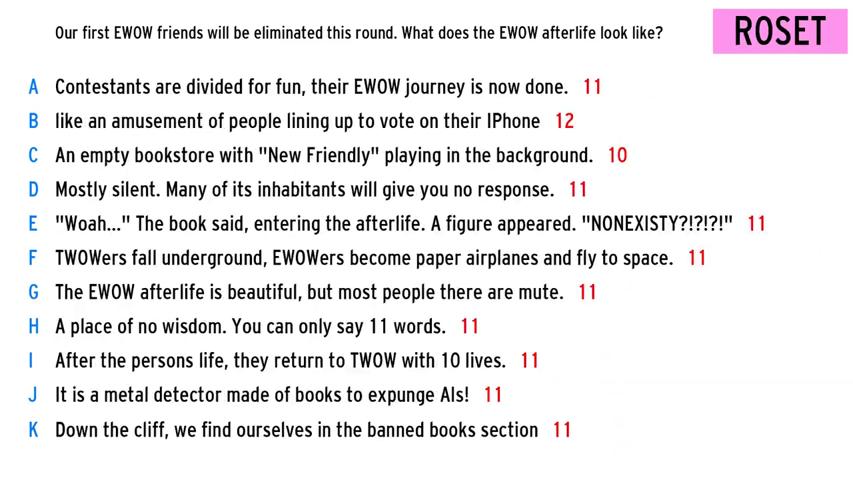 Our first EWOW friends will be eliminated this round. What does the EWOW afterlife look like?
ROSET
A Contestants are divided for fun, their EWOW journey is now done. 11
B like an amusement of people lining up to vote on their IPhone 12
C An empty bookstore with "New Friendly" playing in the background. 10
D Mostly silent. Many of its inhabitants will give you no response. 11
E "Woah..." The book said, entering the afterlife. A figure appeared. "NONEXISTY?!?!?!" 11
F TWOWers fall underground, EWOWers become paper airplanes and fly to space. 11
G The EWOW afterlife is beautiful, but most people there are mute. 11
H A place of no wisdom. You can only say 11 words. 11
I After the persons life, they return to TWOW with 10 lives. 11
J It is a metal detector made of books to expunge AIs! 11
K Down the cliff, we find ourselves in the banned books section 11